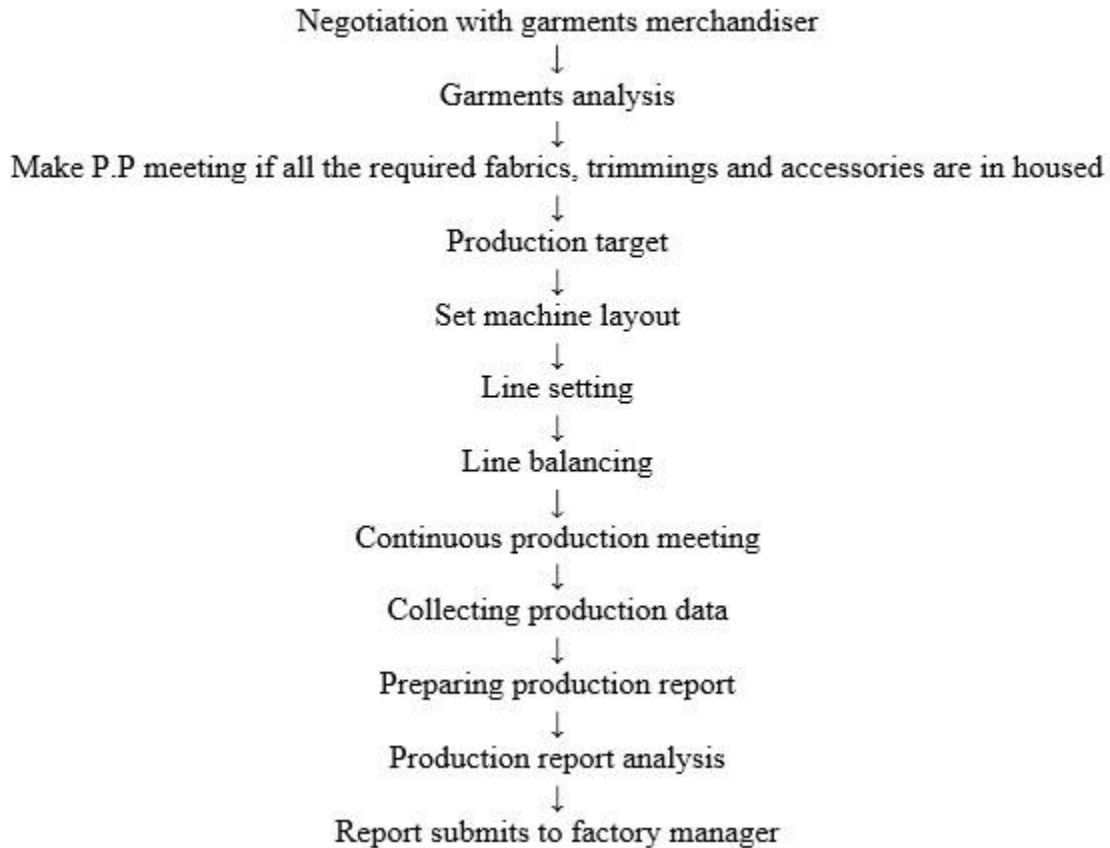 Negotiation with garments merchandiser
↓
Garments analysis
↓
Make P.P meeting if all the required fabrics, trimmings and accessories are in housed
↓
Production target
↓
Set machine layout
↓
Line setting
↓
Line balancing
↓
Continuous production meeting
↓
Collecting production data
↓
Preparing production report
↓
Production report analysis
↓
Report submits to factory manager